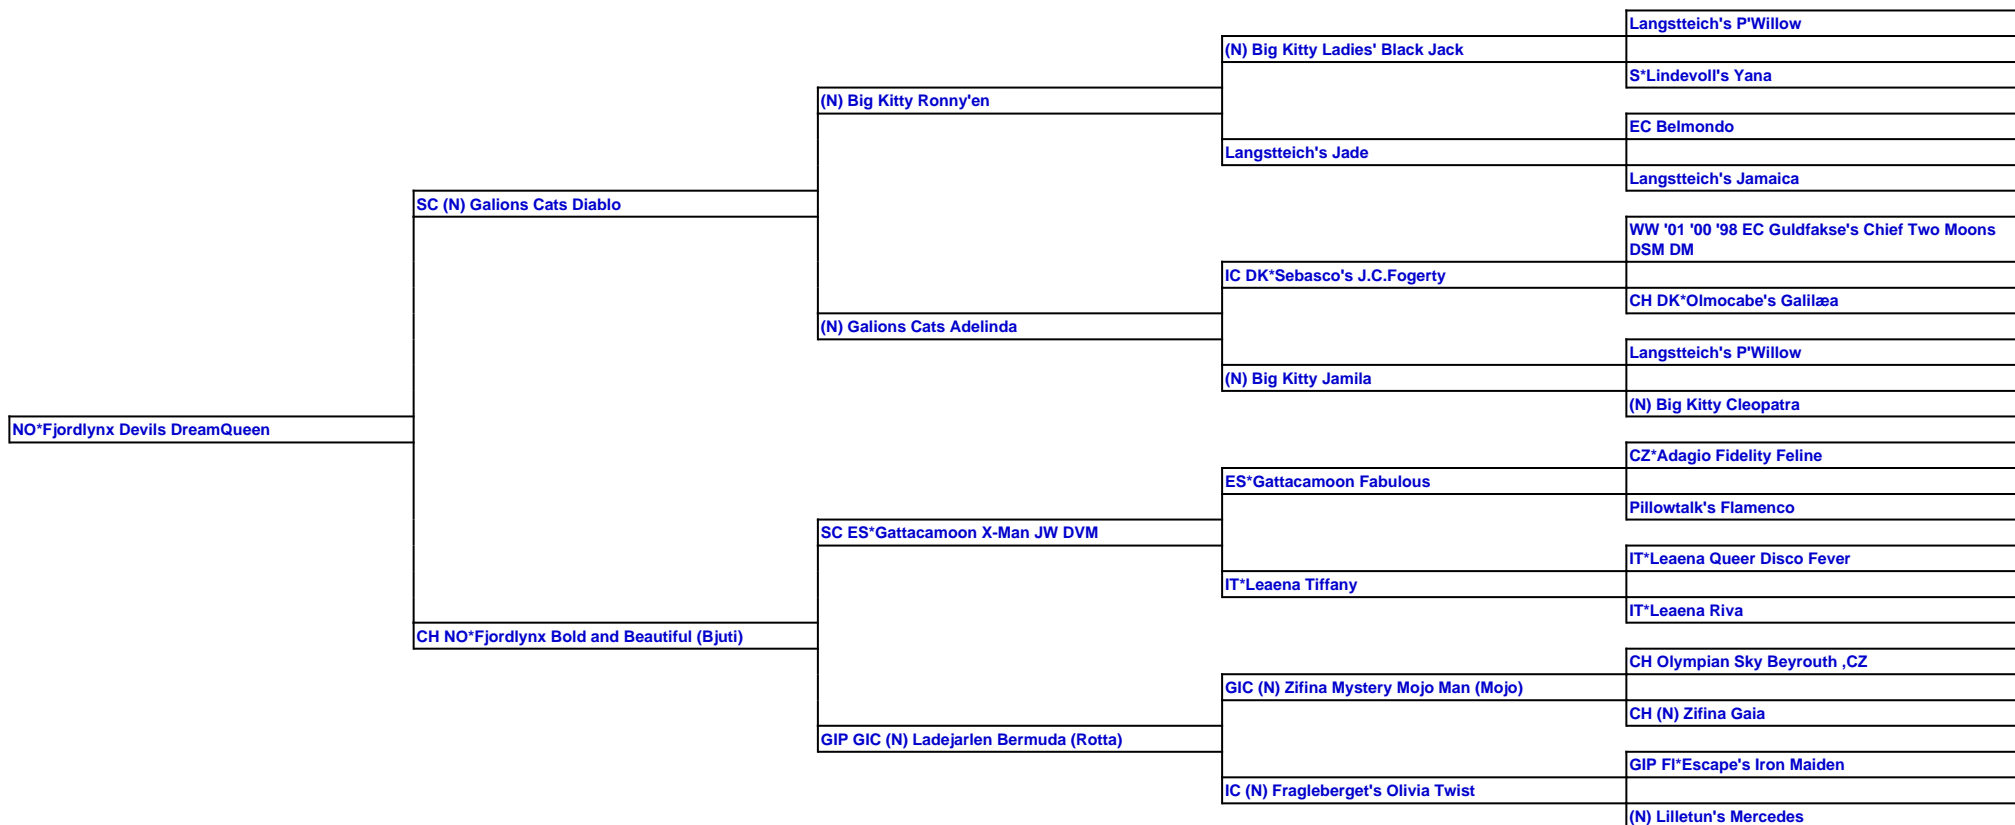 Langstteich's P'Willow
(N) Big Kitty Ladies' Black Jack
S*Lindevoll's Yana
(N) Big Kitty Ronny'en
EC Belmondo
Langstteich's Jade
Langstteich's Jamaica
SC (N) Galions Cats Diablo
WW '01 '00 '98 EC Guldfakse's Chief Two Moons
DSM DM
IC DK*Sebasco's J.C.Fogerty
CH DK*Olmocabe's Galilæa
(N) Galions Cats Adelinda
Langstteich's P'Willow
(N) Big Kitty Jamila
(N) Big Kitty Cleopatra
NO*Fjordlynx Devils DreamQueen
CZ*Adagio Fidelity Feline
ES*Gattacamoon Fabulous
Pillowtalk's Flamenco
SC ES*Gattacamoon X-Man JW DVM
IT*Leaena Queer Disco Fever
IT*Leaena Tiffany
IT*Leaena Riva
CH NO*Fjordlynx Bold and Beautiful (Bjuti)
CH Olympian Sky Beyrouth ,CZ
GIC (N) Zifina Mystery Mojo Man (Mojo)
CH (N) Zifina Gaia
GIP GIC (N) Ladejarlen Bermuda (Rotta)
GIP FI*Escape's Iron Maiden
IC (N) Fragleberget's Olivia Twist
(N) Lilletun's Mercedes